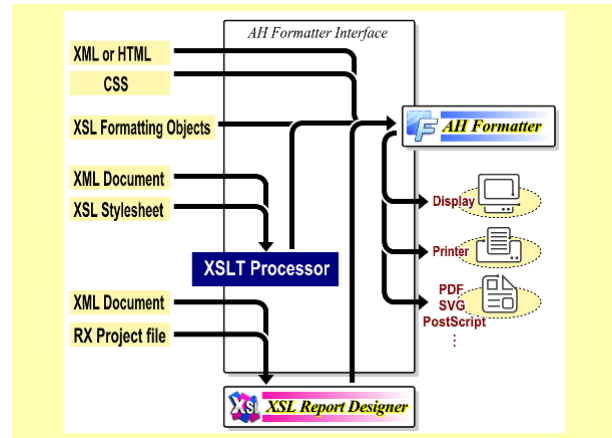 AH Formatter Interface
XML or HTML
CSS
XSL Formatting Objects
AH Formatter
XML Document
XSL Stylesheet
Display
XSLT Processor
Printer
XML Document
RX Project file
PDF
SVG
PostScript
⋮
XSL
XSL Report Designer